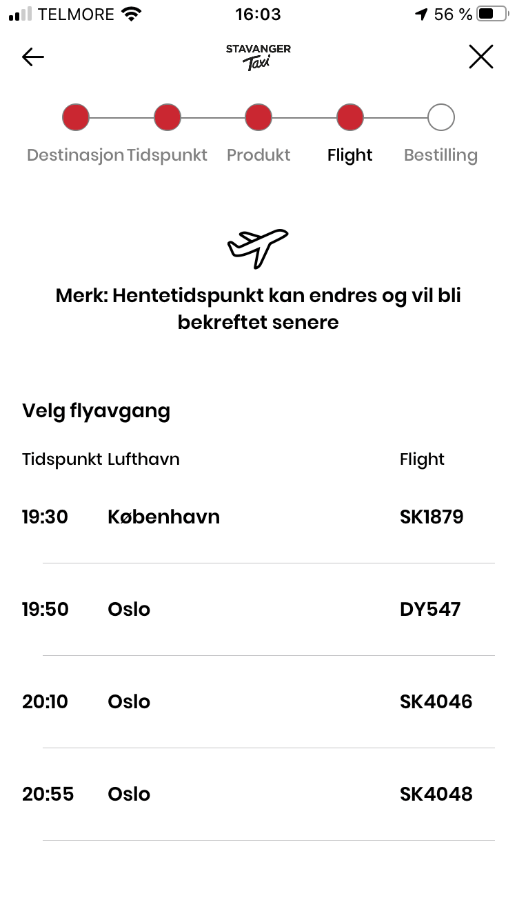 TELMORE 16:03 56 %
STAVANGER
Taxi
Destinasjon Tidspunkt Produkt Flight Bestilling
Merk: Hentetidspunkt kan endres og vil bli
bekreftet senere
Velg flyavgang
Tidspunkt Lufthavn Flight
19:30 København SK1879
19:50 Oslo DY547
20:10 Oslo SK4046
20:55 Oslo SK4048